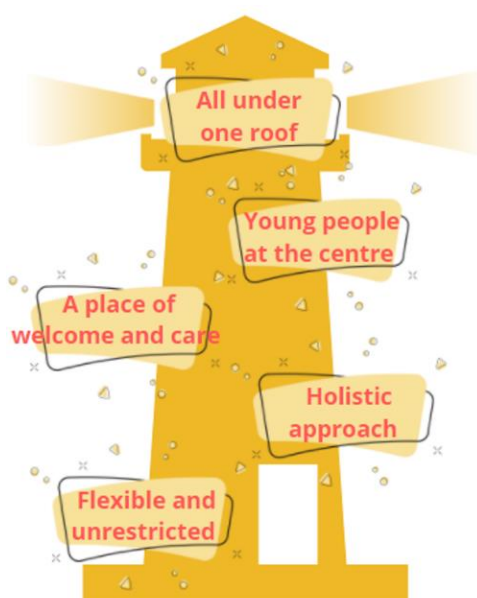 All under
one roof
Young people
at the centre
A place of
welcome and care
Holistic
approach
Flexible and
unrestricted